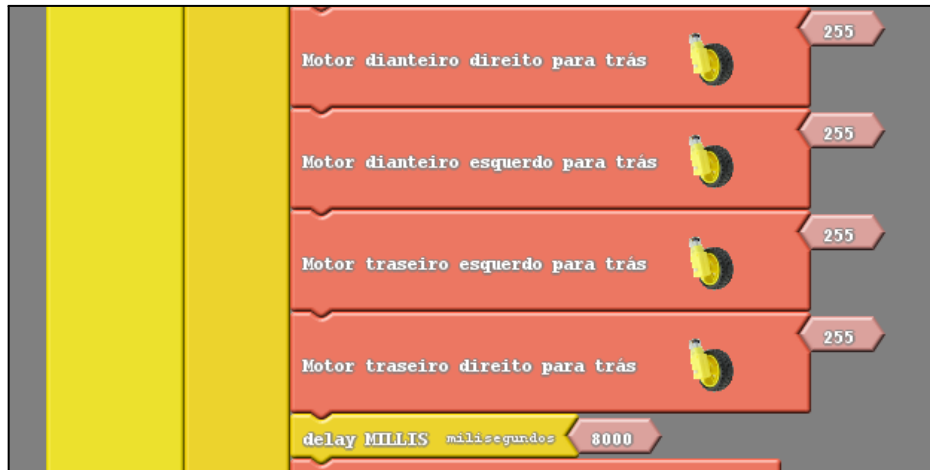 255
Motor dianteiro direito para trás
255
Motor dianteiro esquerdo para trás
255
Motor traseiro esquerdo para trás
255
Motor traseiro direito para trás
delay MILLIS milisegundos 8000